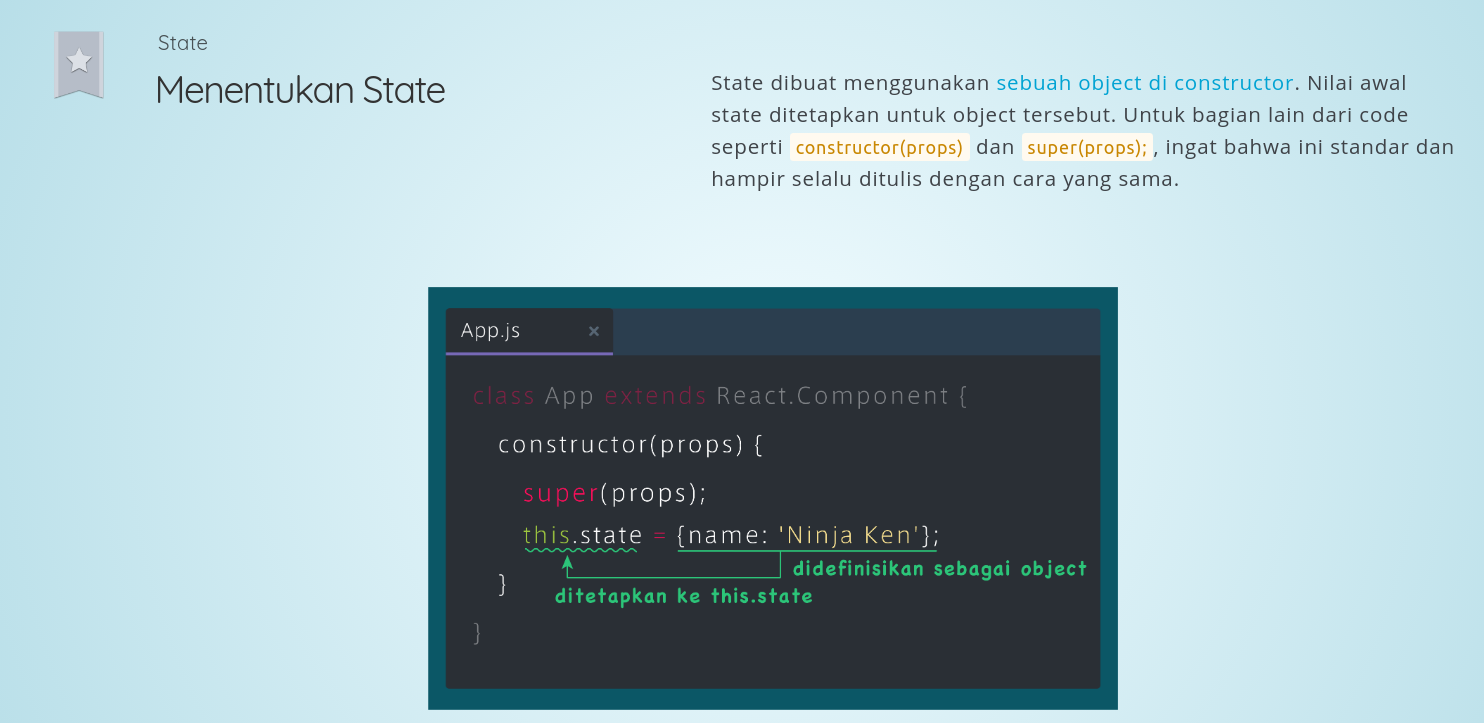 State
Menentukan State
State dibuat menggunakan sebuah object di constructor. Nilai awal
state ditetapkan untuk object tersebut. Untuk bagian lain dari code
seperti constructor(props) dan super(props);, ingat bahwa ini standar dan
hampir selalu ditulis dengan cara yang sama.
App.js ×
class App extends React.Component {
constructor(props) {
super(props);
this.state = {name: 'Ninja Ken'};
didefinisikan sebagai object
}
ditetapkan ke this.state
}